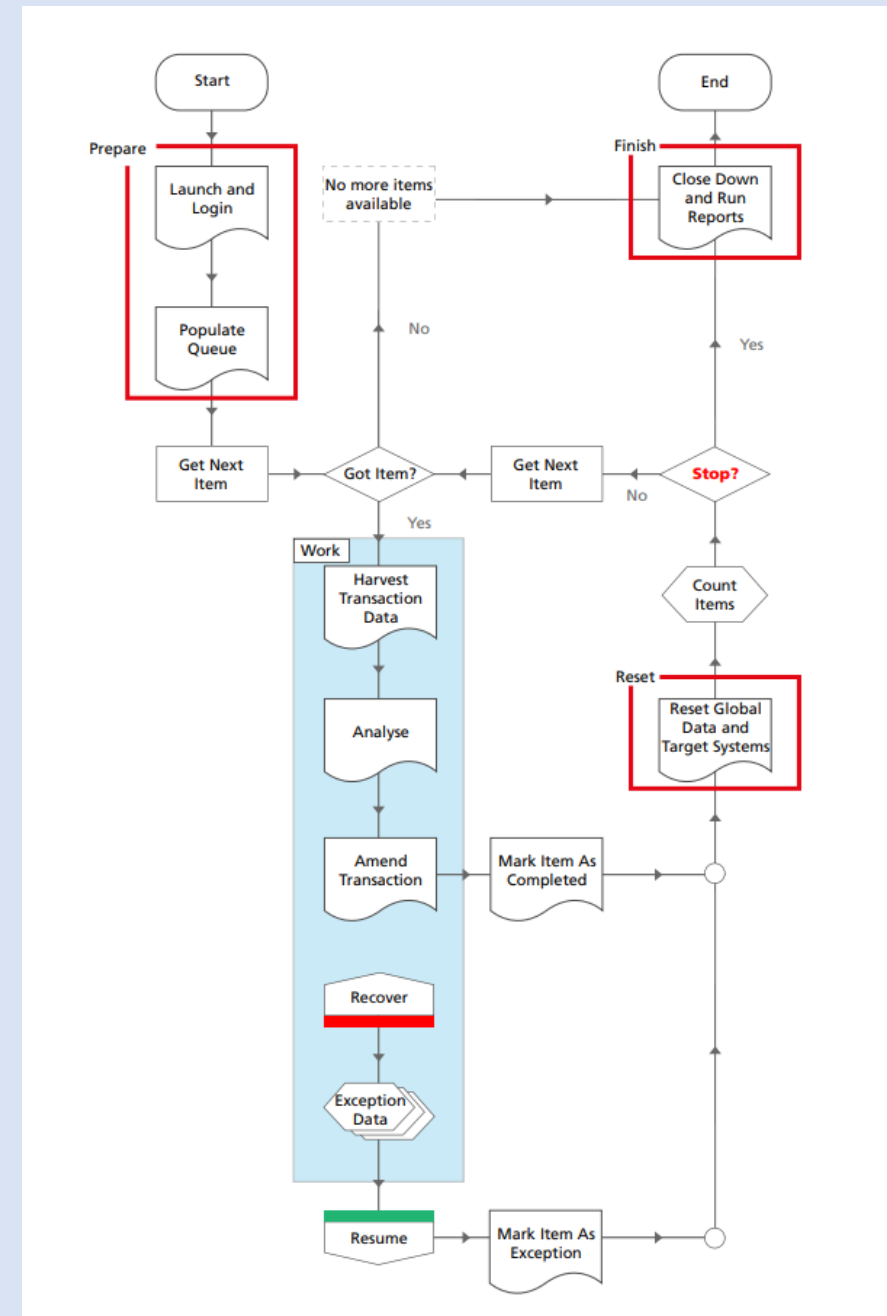 Start
End
Prepare
Finish
Launch and
Login
No more items
available
Close Down
and Run
Reports
Populate
Queue
No
Yes
Get Next
Item
Got Item?
Get Next
Item
No
Stop?
Yes
Work
Harvest
Transaction
Data
Count
Items
Reset
Analyse
Reset Global
Data and
Target Systems
Amend
Transaction
Mark Item As
Completed
Recover
Exception
Data
Resume
Mark Item As
Exception